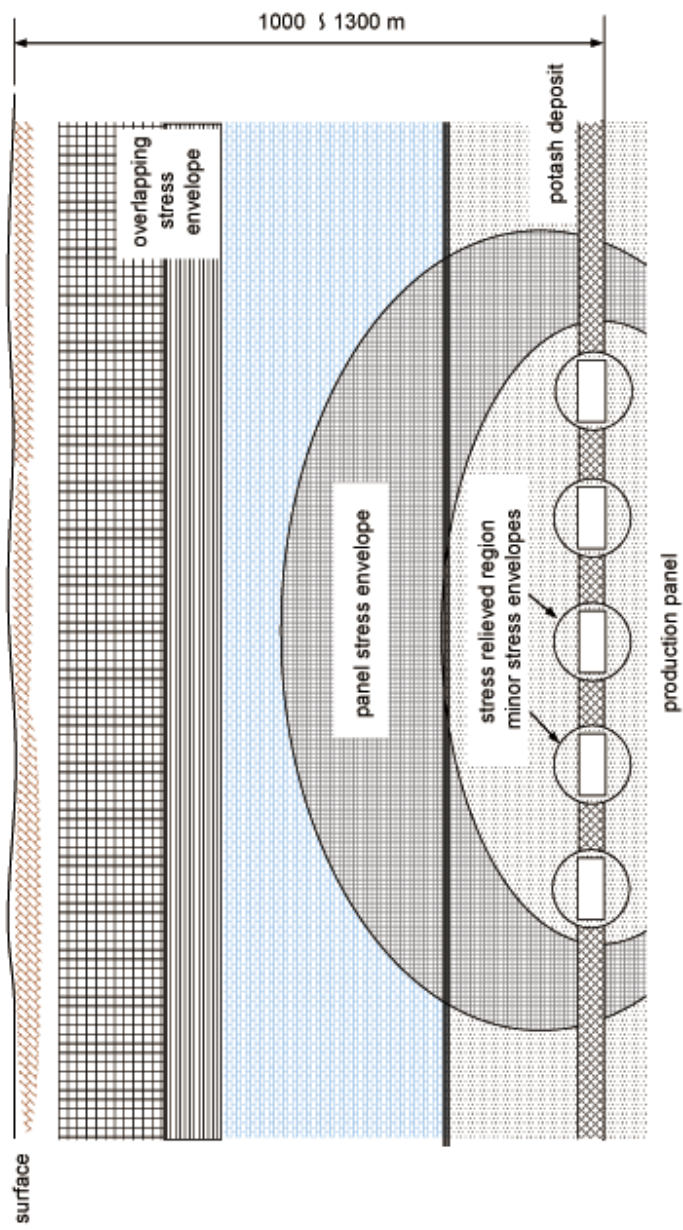 1000 ~ 1300 m
surface
overlapping
stress
envelope
potash deposit
panel stress envelope
stress relieved region
minor stress envelopes
production panel